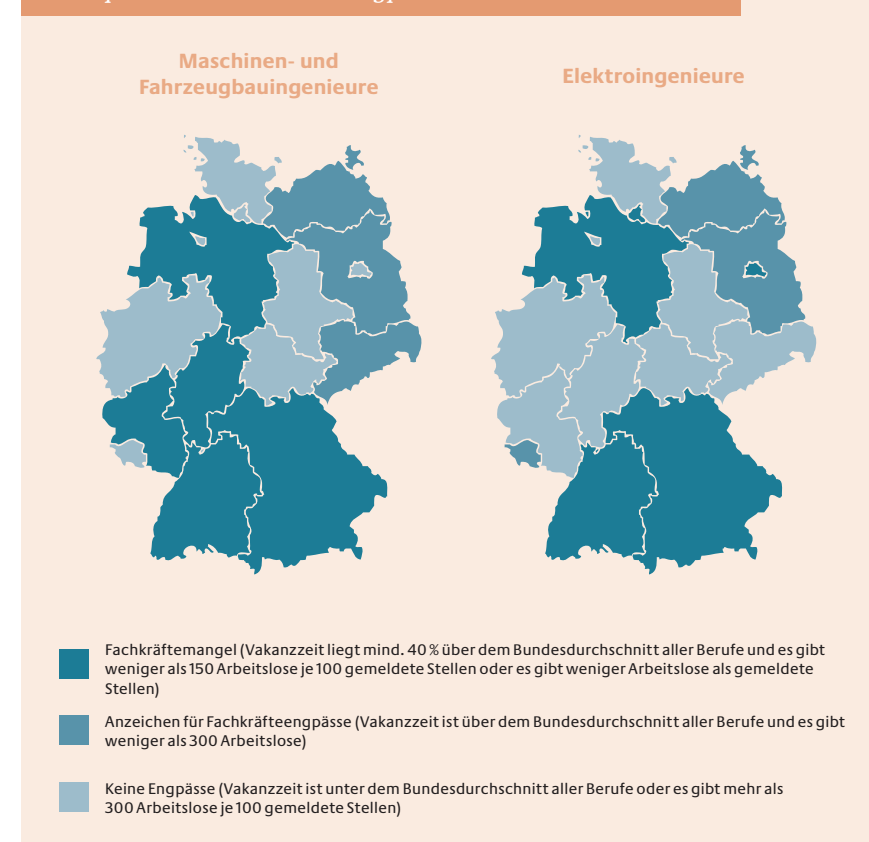 Maschinen- und
Fahrzeugbauingenieure
Elektroingenieure
Fachkräftemangel (Vakanzzeit liegt mind. 40 % über dem Bundesdurchschnitt aller Berufe und es gibt
weniger als 150 Arbeitslose je 100 gemeldete Stellen oder es gibt weniger Arbeitslose als gemeldete
Stellen)
Anzeichen für Fachkräfteengpässe (Vakanzzeit ist über dem Bundesdurchschnitt aller Berufe und es gibt
weniger als 300 Arbeitslose)
Keine Engpässe (Vakanzzeit ist unter dem Bundesdurchschnitt aller Berufe oder es gibt mehr als
300 Arbeitslose je 100 gemeldete Stellen)